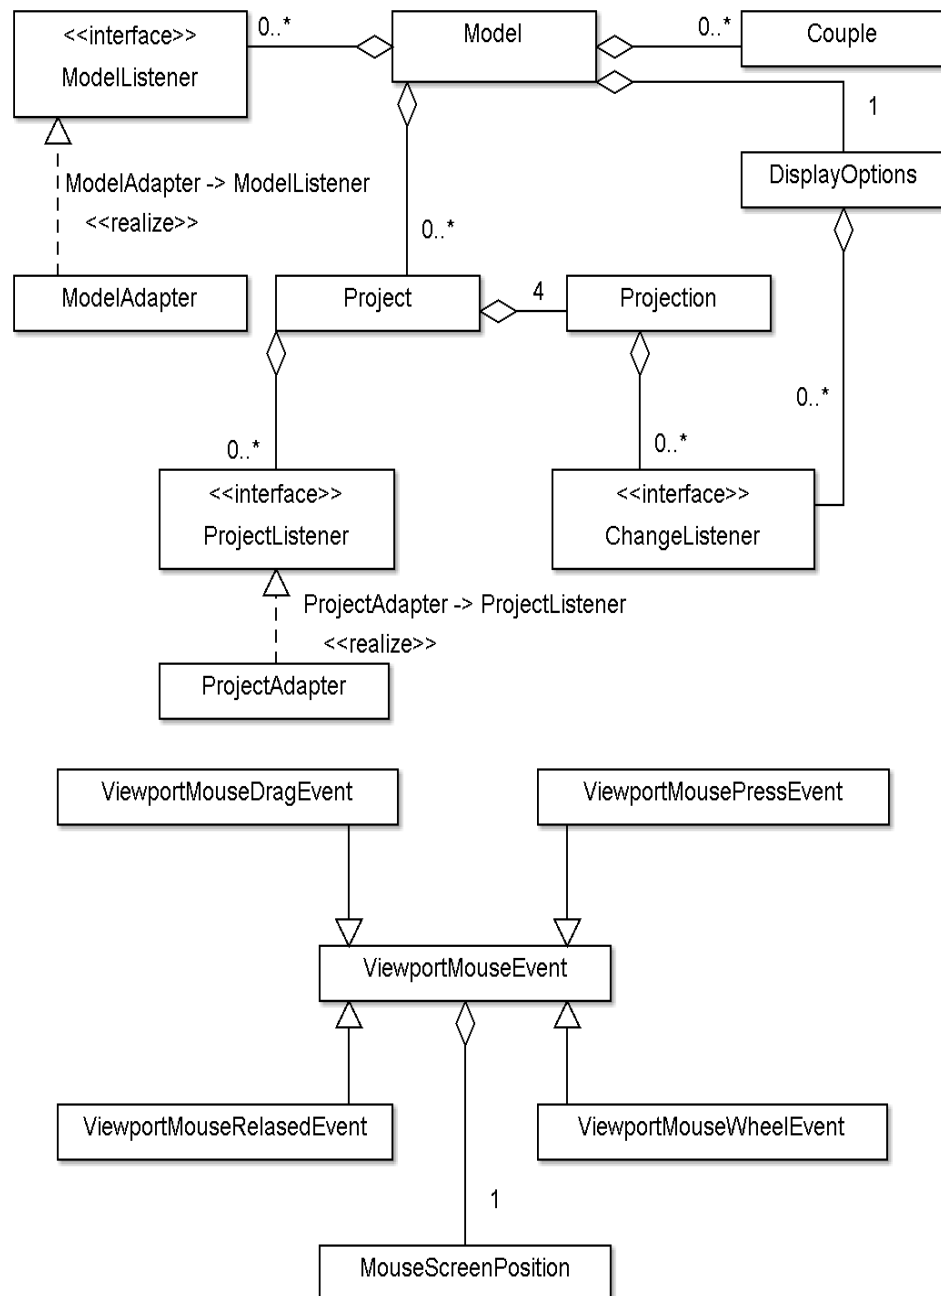 <<interface>>
ModelListener
0..*
Model
0..*
Couple
1
DisplayOptions
ModelAdapter -> ModelListener
<<realize>>
0..*
ModelAdapter
Project
4
Projection
0..*
0..*
0..*
<<interface>>
ProjectListener
<<interface>>
ChangeListener
ProjectAdapter -> ProjectListener
<<realize>>
ProjectAdapter
ViewportMouseDragEvent
ViewportMousePressEvent
ViewportMouseEvent
ViewportMouseRelasedEvent
ViewportMouseWheelEvent
1
MouseScreenPosition